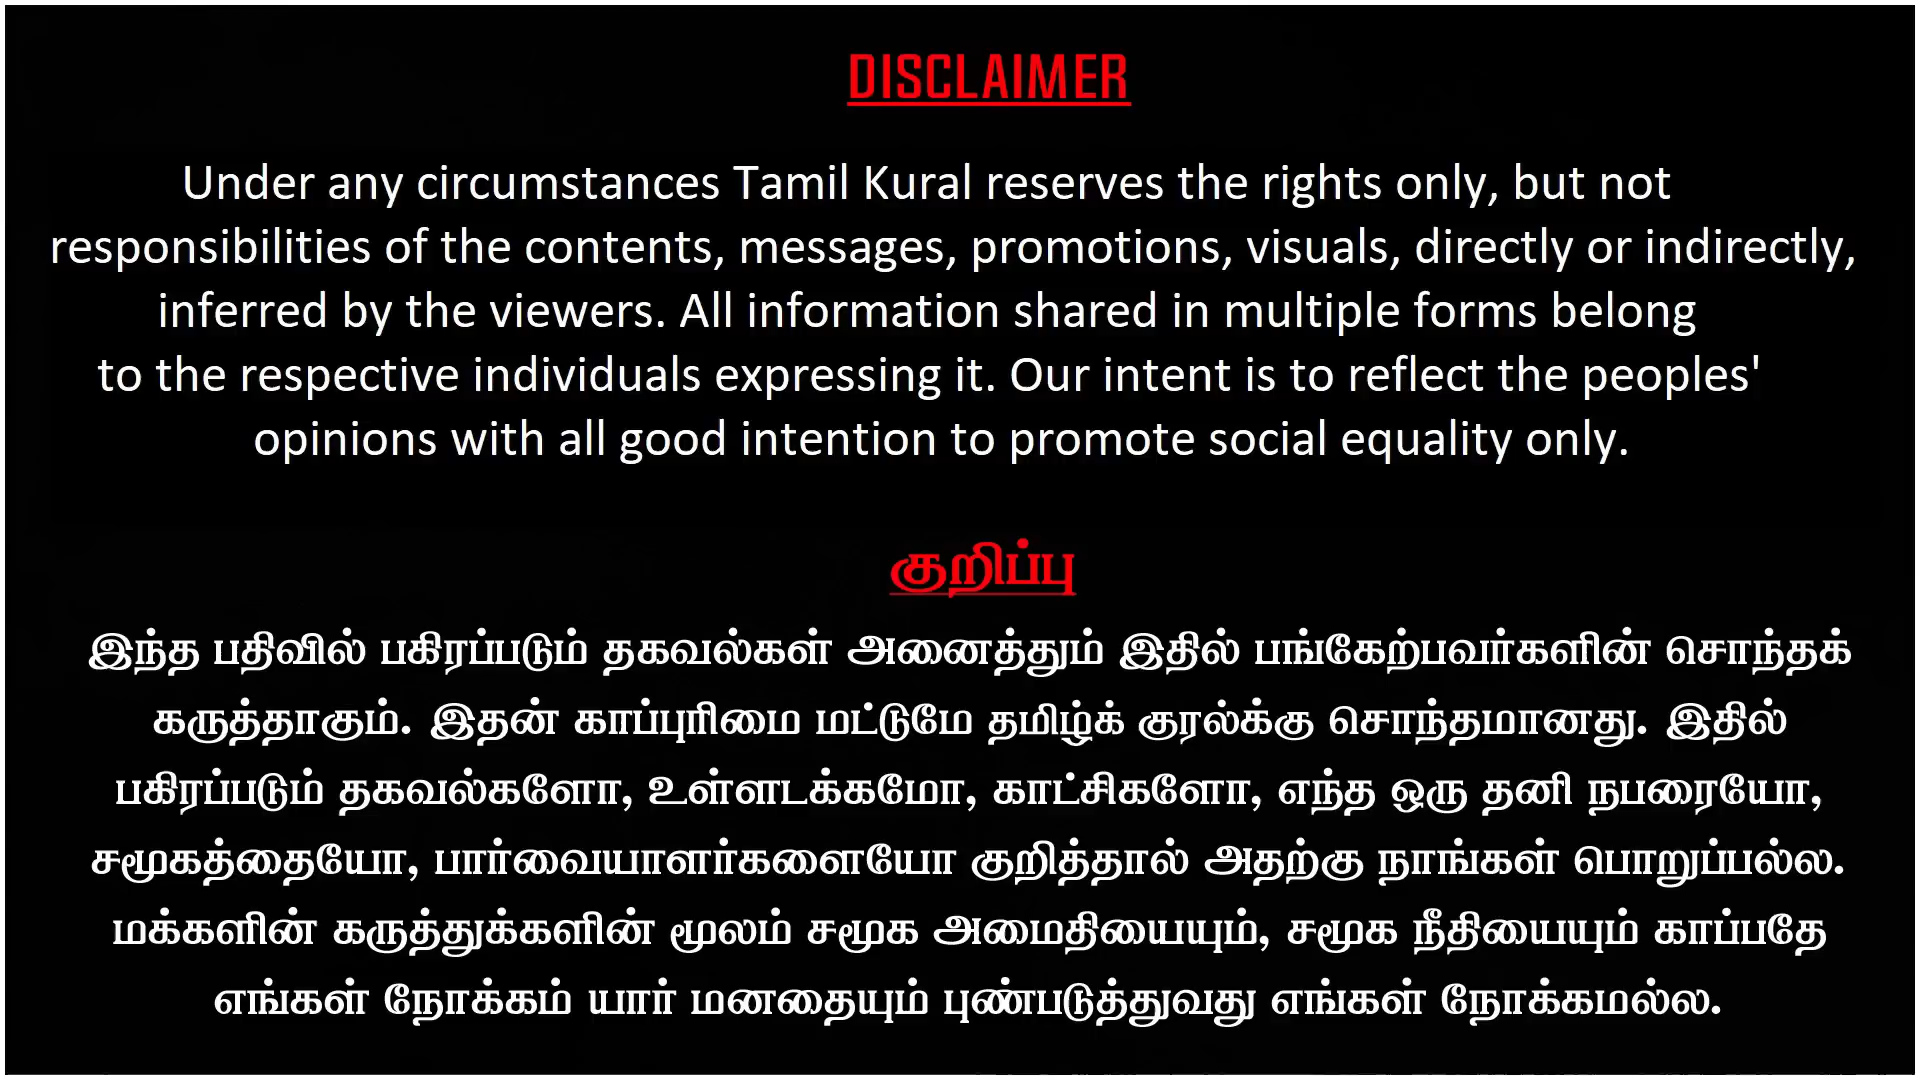 DISCLAIMER
Under any circumstances Tamil Kural reserves the rights only, but not
responsibilities of the contents, messages, promotions, visuals, directly or indirectly,
inferred by the viewers. All information shared in multiple forms belong
to the respective individuals expressing it. Our intent is to reflect the peoples'
opinions with all good intention to promote social equality only.
குறிப்பு
இந்த பதிவில் பகிரப்படும் தகவல்கள் அனைத்தும் இதில் பங்கேற்பவர்களின் சொந்தக்
கருத்தாகும். இதன் காப்புரிமை மட்டுமே தமிழ்க் குரல்க்கு சொந்தமானது. இதில்
பகிரப்படும் தகவல்களோ, உள்ளடக்கமோ, காட்சிகளோ, எந்த ஒரு தனி நபரையோ,
சமூகத்தையோ, பார்வையாளர்களையோ குறித்தால் அதற்கு நாங்கள் பொறுப்பல்ல.
மக்களின் கருத்துக்களின் மூலம் சமூக அமைதியையும், சமூக நீதியையும் காப்பதே
எங்கள் நோக்கம் யார் மனதையும் புண்படுத்துவது எங்கள் நோக்கமல்ல.